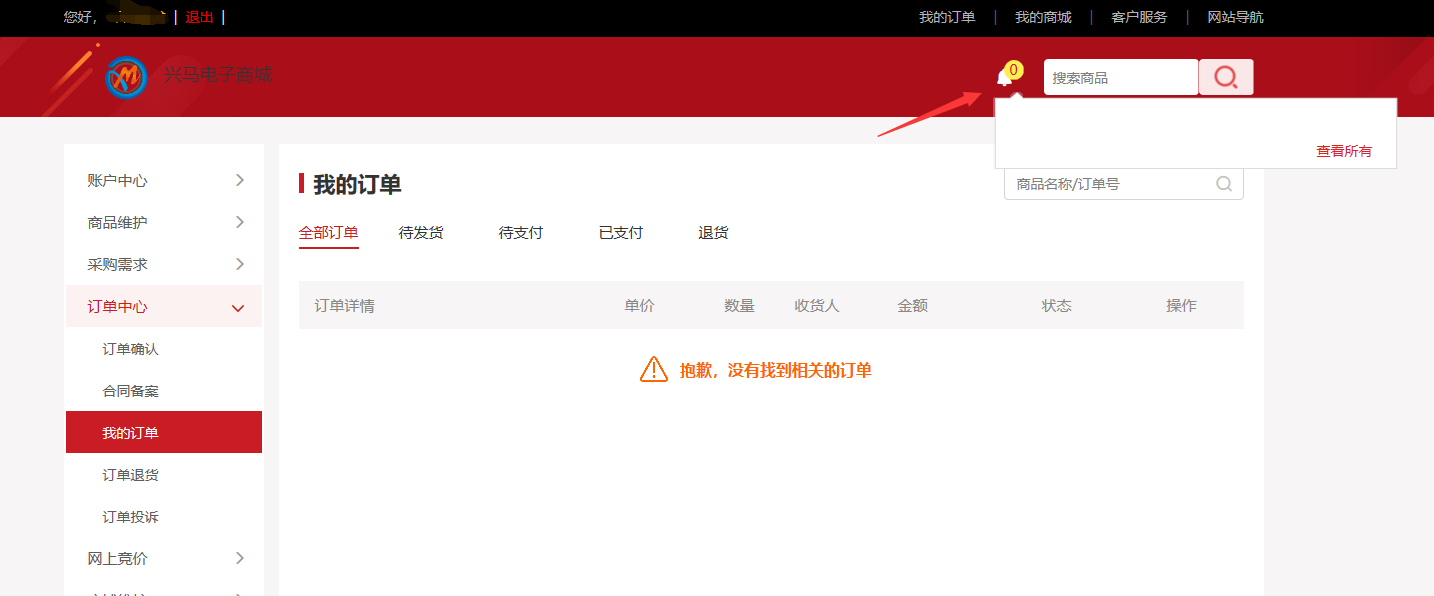 您好， | 退出 |
我的订单 | 我的商城 | 客户服务 | 网站导航
兴马电子商城
0
搜索商品
查看所有
账户中心
商品维护
采购需求
订单中心
订单确认
合同备案
我的订单
订单退货
订单投诉
网上竞价
我的订单
商品名称/订单号
全部订单 待发货 待支付 已支付 退货
订单详情 单价 数量 收货人 金额 状态 操作
抱歉，没有找到相关的订单